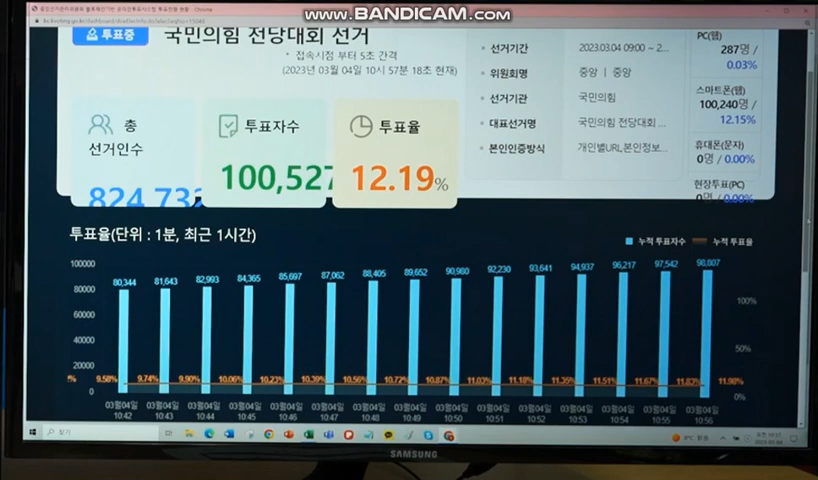 www.BANDICAM.com
투표중
국민의힘 전당대회 선거
* 접속시점 부터 5초 간격
(2023년 03월 04일 10시 57분 18초 현재)
총
선거인수
824,732
투표자수
100,527
투표율
12.19%
선거기간 2023.03.04 09:00 ~ 2...
위원회명 중앙 | 중앙
선거기관 국민의힘
대표선거명 국민의힘 전당대회 ...
본인인증방식 개인별URL,본인정보...
PC(웹)
287명 /
0.03%
스마트폰(웹)
100,240명 /
12.15%
휴대폰(문자)
0명 / 0.00%
현장투표(PC)
0명 / 0.00%
투표율(단위 : 1분, 최근 1시간)
누적 투표자수 누적 투표율
100000
80000
60000
40000
20000
0
80,344 81,643 82,993 84,365 85,697 87,062 88,405 89,652 90,980 92,230 93,641 94,937 96,217 97,542 98,807
100%
50%
0%
9.58% 9.74% 9.90% 10.06% 10.23% 10.39% 10.56% 10.72% 10.87% 11.03% 11.18% 11.35% 11.51% 11.67% 11.83% 11.98%
03월04일 03월04일 03월04일 03월04일 03월04일 03월04일 03월04일 03월04일 03월04일 03월04일 03월04일 03월04일 03월04일 03월04일 03월04일
10:42 10:43 10:44 10:45 10:46 10:47 10:48 10:49 10:50 10:51 10:52 10:53 10:54 10:55 10:56
찾기
SAMSUNG